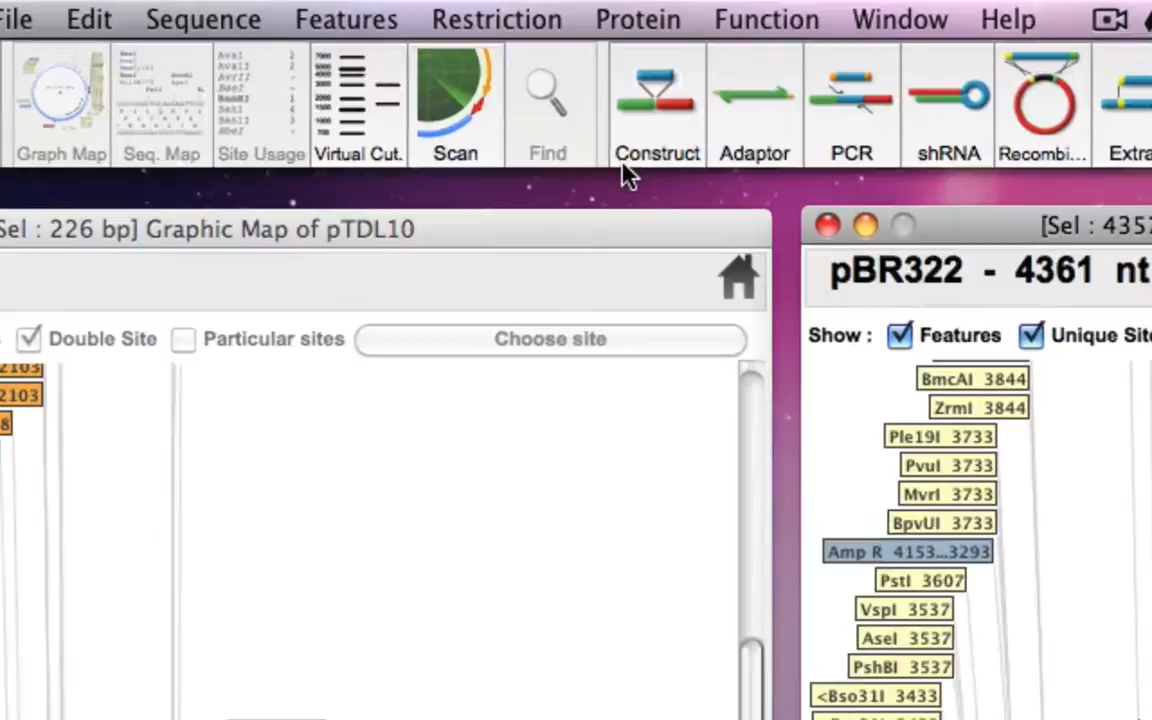 File Edit Sequence Features Restriction Protein Function Window Help
Graph Map Seq. Map Site Usage Virtual Cut. Scan Find Construct Adaptor PCR shRNA Recombi... Extra
Sel : 226 bp] Graphic Map of pTDL10
[Sel : 4357
pBR322 - 4361 nt
Double Site Particular sites Choose site
Show : Features Unique Site
2103
2103
8
BmcAI 3844
ZrmI 3844
Ple19I 3733
PvuI 3733
MvrI 3733
BpvUI 3733
Amp R 4153...3293
PstI 3607
VspI 3537
AseI 3537
PshBI 3537
<Bso31I 3433